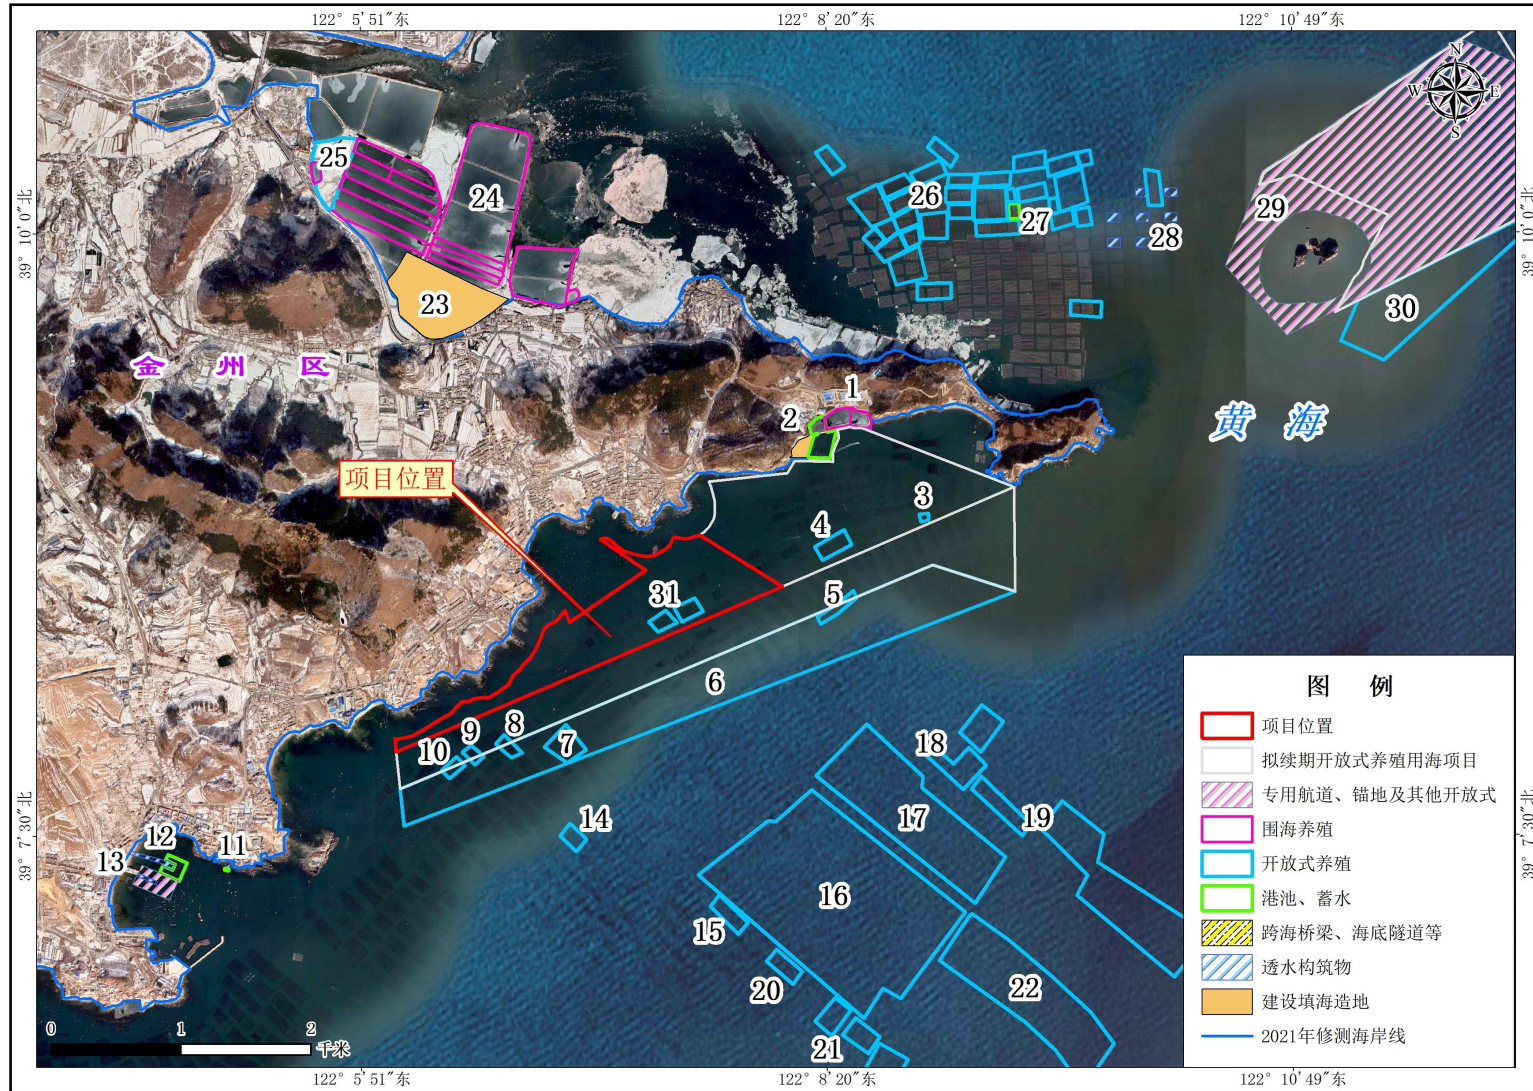 122° 5′51″东
122° 8′20″东
122° 10′49″东
39° 10′0″北
39° 10′0″北
N
W
E
S
25
24
26
27
28
29
23
30
金州区
1
2
黄海
项目位置
3
4
31
5
6
8
9
7
10
18
14
17
19
12
11
13
16
15
20
22
21
39° 7′30″北
39° 7′30″北
图例
项目位置
拟续期开放式养殖用海项目
专用航道、锚地及其他开放式
围海养殖
开放式养殖
港池、蓄水
跨海桥梁、海底隧道等
透水构筑物
建设填海造地
2021年修测海岸线
0 1 2
千米
122° 5′51″东
122° 8′20″东
122° 10′49″东